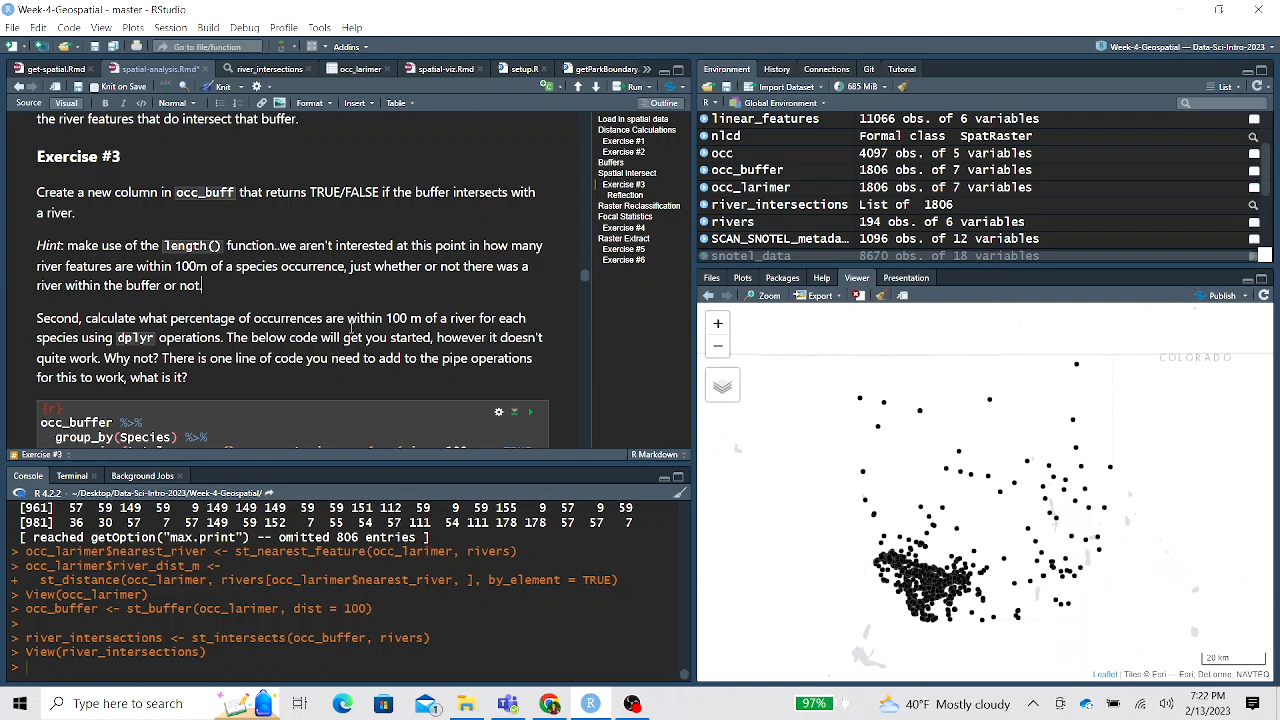 Week-4-Geospatial - Master - RStudio
File Edit Code View Plots Session Build Debug Profile Tools Help
Go to file/function Addins
Week-4-Geospatial — Data-Sci-Intro-2023
get-spatial.Rmd spatial-analysis.Rmd* river_intersections occ_larimer spatial-viz.Rmd setup.R getParkBoundary
Knit on Save Knit Run
Source Visual B I Normal Format Insert Table Outline
the river features that do intersect that buffer.
Exercise #3
Create a new column in occ_buff that returns TRUE/FALSE if the buffer intersects with
a river.
Hint: make use of the length() function..we aren't interested at this point in how many
river features are within 100m of a species occurrence, just whether or not there was a
river within the buffer or not.
Second, calculate what percentage of occurrences are within 100 m of a river for each
species using dplyr operations. The below code will get you started, however it doesn't
quite work. Why not? There is one line of code you need to add to the pipe operations
for this to work, what is it?
{r}
occ_buffer %>%
group_by(Species) %>%
Load in spatial data
Distance Calculations
Exercise #1
Exercise #2
Buffers
Spatial Intersect
Exercise #3
Reflection
Raster Reclassification
Focal Statistics
Exercise #4
Raster Extract
Exercise #5
Exercise #6
Exercise #3
R Markdown
Console Terminal Background Jobs
R 4.2.2 · ~/Desktop/Data-Sci-Intro-2023/Week-4-Geospatial/
[961] 57 38 149 9 9 149 149 149 9 9 34 112 59 9 59 155 9 57 9 59
[981] 36 30 57 7 57 149 9 152 7 33 34 57 11 54 111 178 178 57 57 7
[ reached getOption("max.print") -- omitted 806 entries ]
> occ_larimer$nearest_river <- st_nearest_feature(occ_larimer, rivers)
> occ_larimer$river_dist_m <-
+ st_distance(occ_larimer, rivers[occ_larimer$nearest_river, ], by_element = TRUE)
> View(occ_larimer)
> occ_buffer <- st_buffer(occ_larimer, dist = 100)
>
> river_intersections <- st_intersects(occ_buffer, rivers)
> View(river_intersections)
>
Environment History Connections Git Tutorial
Import Dataset 685 MiB List
R Global Environment
linear_features 11066 obs. of 6 variables
nlcd Formal class SpatRaster
occ 4097 obs. of 5 variables
occ_buffer 1806 obs. of 7 variables
occ_larimer 1806 obs. of 7 variables
river_intersections List of 1806
rivers 194 obs. of 6 variables
SCAN_SNOTEL_metada… 1096 obs. of 12 variables
snotel_data 8670 obs. of 18 variables
Files Plots Packages Help Viewer Presentation
Zoom Export Publish
+
−
COLORADO
20 km
Leaflet | Tiles © Esri — Esri, DeLorme, NAVTEQ
Type here to search
97%
40°F Mostly cloudy
7:22 PM
2/13/2023